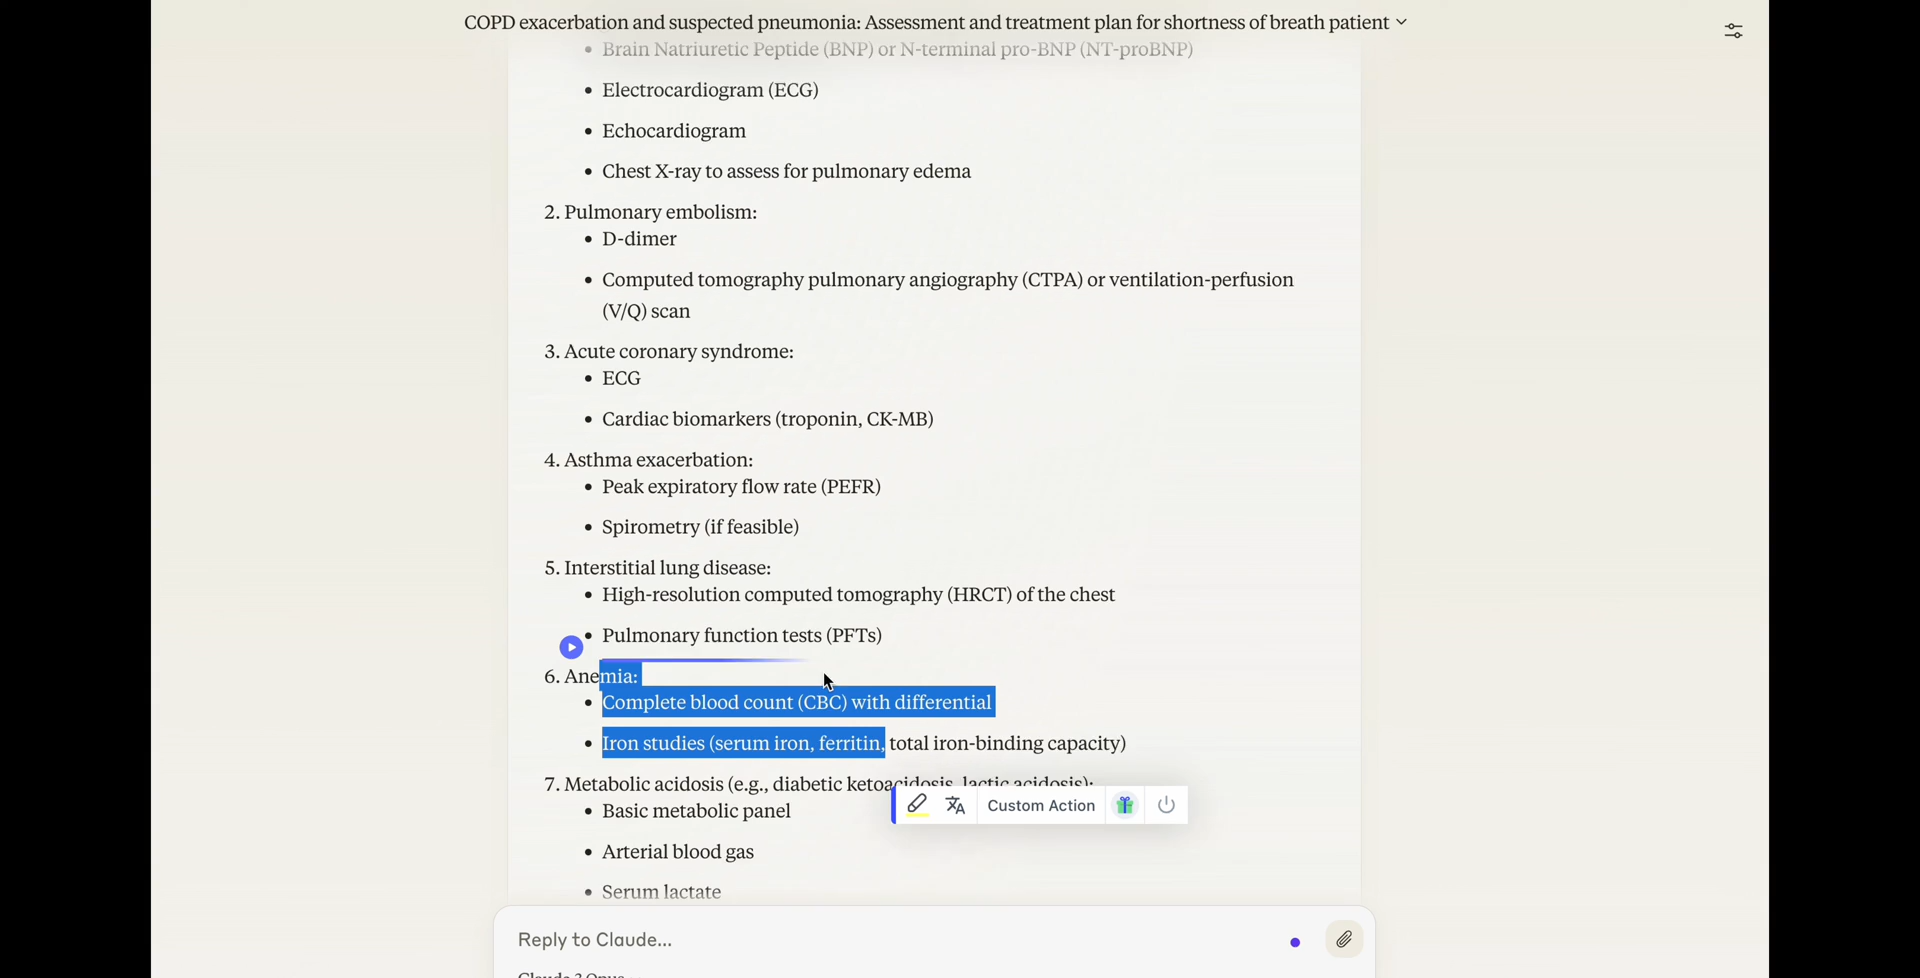 COPD exacerbation and suspected pneumonia: Assessment and treatment plan for shortness of breath patient
• Brain Natriuretic Peptide (BNP) or N-terminal pro-BNP (NT-proBNP)
• Electrocardiogram (ECG)
• Echocardiogram
• Chest X-ray to assess for pulmonary edema
2. Pulmonary embolism:
• D-dimer
• Computed tomography pulmonary angiography (CTPA) or ventilation-perfusion
(V/Q) scan
3. Acute coronary syndrome:
• ECG
• Cardiac biomarkers (troponin, CK-MB)
4. Asthma exacerbation:
• Peak expiratory flow rate (PEFR)
• Spirometry (if feasible)
5. Interstitial lung disease:
• High-resolution computed tomography (HRCT) of the chest
• Pulmonary function tests (PFTs)
6. Anemia:
• Complete blood count (CBC) with differential
• Iron studies (serum iron, ferritin, total iron-binding capacity)
7. Metabolic acidosis (e.g., diabetic ketoacidosis, lactic acidosis):
Custom Action
• Basic metabolic panel
• Arterial blood gas
• Serum lactate
Reply to Claude...
Claude 3 Opus